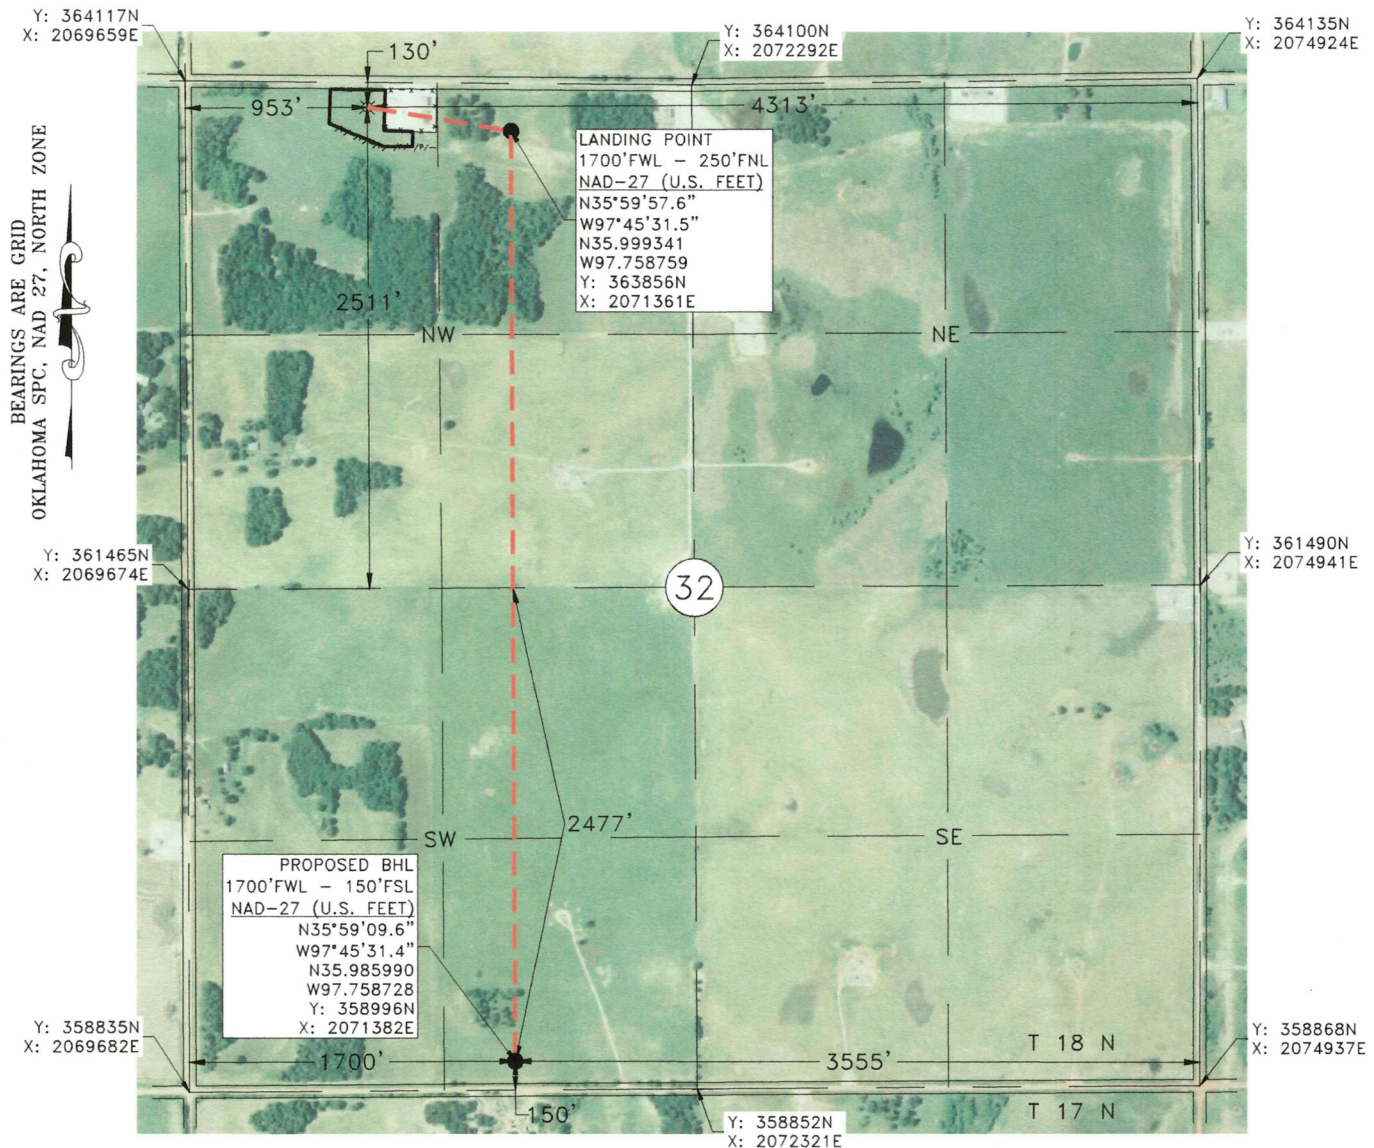 Y: 364117N
X: 2069659E
130'
Y: 364100N
X: 2072292E
Y: 364135N
X: 2074924E
953'
4313'
BEARINGS ARE GRID
OKLAHOMA SPC, NAD 27, NORTH ZONE
LANDING POINT
1700'FWL – 250'FNL
NAD–27 (U.S. FEET)
N35°59'57.6"
W97°45'31.5"
N35.999341
W97.758759
Y: 363856N
X: 2071361E
2511'
NW
NE
Y: 361465N
X: 2069674E
32
Y: 361490N
X: 2074941E
2477'
SW
SE
PROPOSED BHL
1700'FWL – 150'FSL
NAD–27 (U.S. FEET)
N35°59'09.6"
W97°45'31.4"
N35.985990
W97.758728
Y: 358996N
X: 2071382E
Y: 358835N
X: 2069682E
1700'
3555'
T 18 N
Y: 358868N
X: 2074937E
150'
T 17 N
Y: 358852N
X: 2072321E